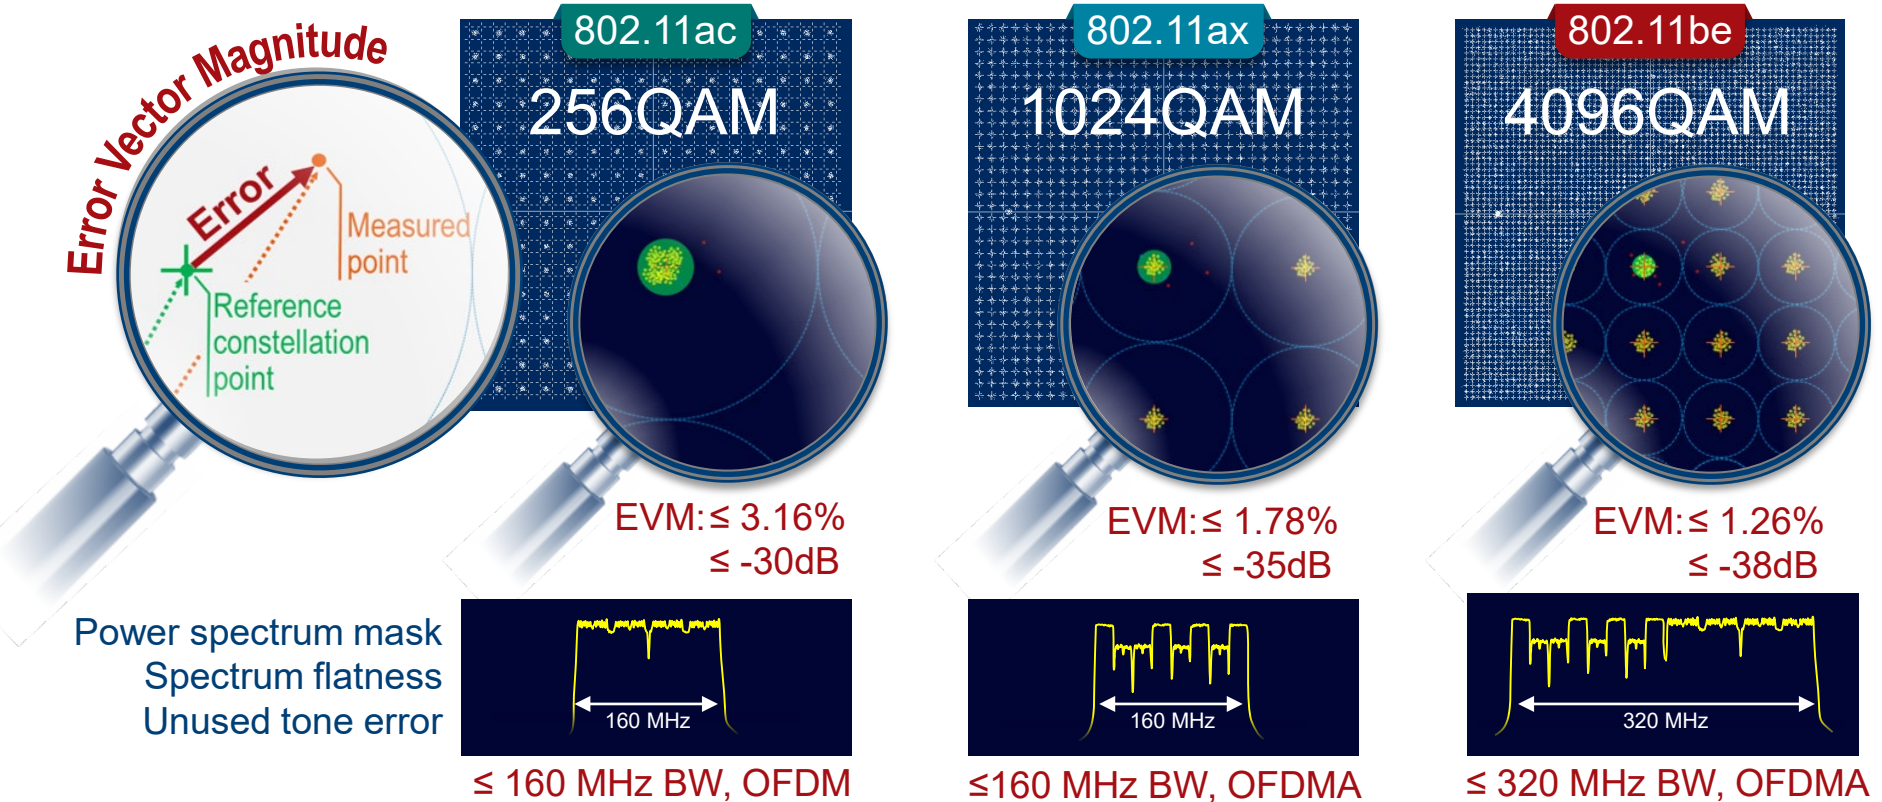 Error Vector Magnitude
Error
Measured
point
Reference
constellation
point
802.11ac
256QAM
EVM: ≤ 3.16%
≤ -30dB
802.11ax
1024QAM
EVM: ≤ 1.78%
≤ -35dB
802.11be
4096QAM
EVM: ≤ 1.26%
≤ -38dB
Power spectrum mask
Spectrum flatness
Unused tone error
160 MHz
≤ 160 MHz BW, OFDM
160 MHz
≤160 MHz BW, OFDMA
320 MHz
≤ 320 MHz BW, OFDMA